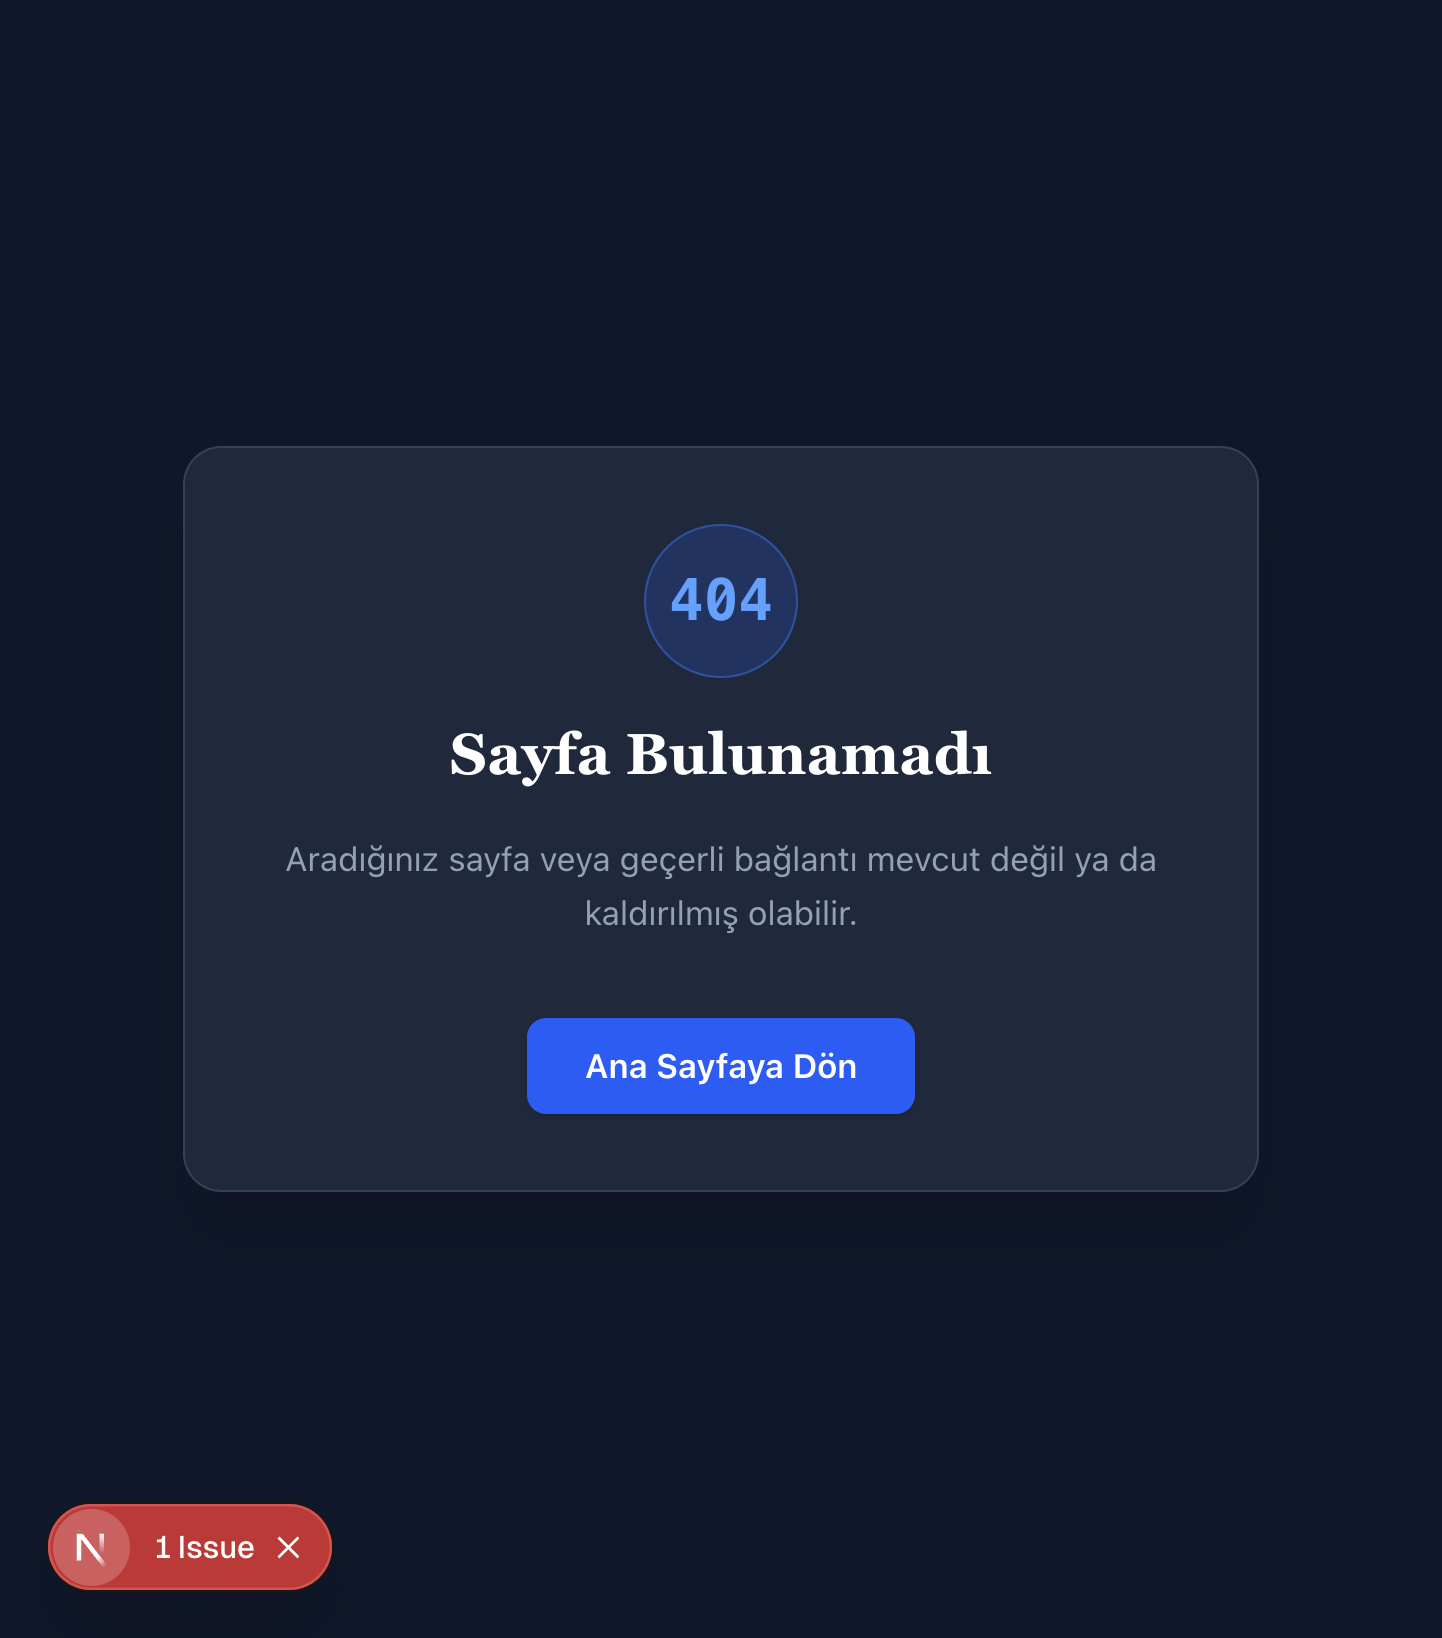 404
Sayfa Bulunamadı
Aradığınız sayfa veya geçerli bağlantı mevcut değil ya da
kaldırılmış olabilir.
Ana Sayfaya Dön
N 1 Issue